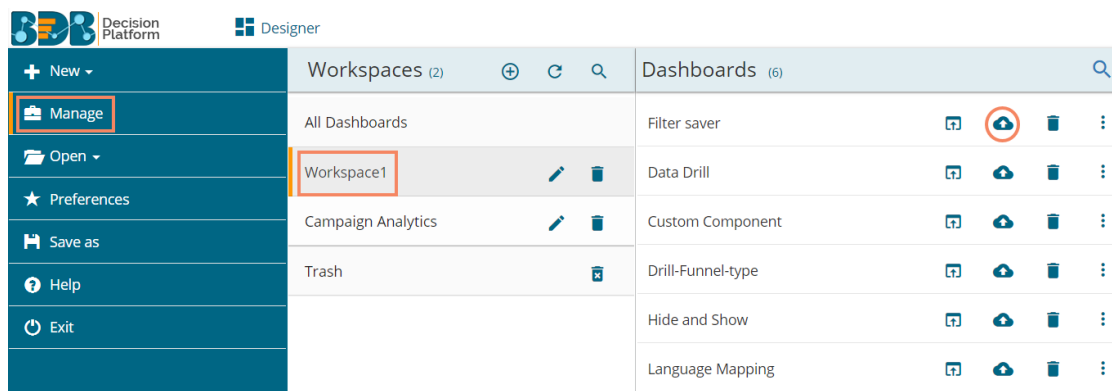 BDB Decision
Platform
Designer
New
Manage
Open
Preferences
Save as
Help
Exit
Workspaces (2)
All Dashboards
Workspace1
Campaign Analytics
Trash
Dashboards (6)
Filter saver
Data Drill
Custom Component
Drill-Funnel-type
Hide and Show
Language Mapping